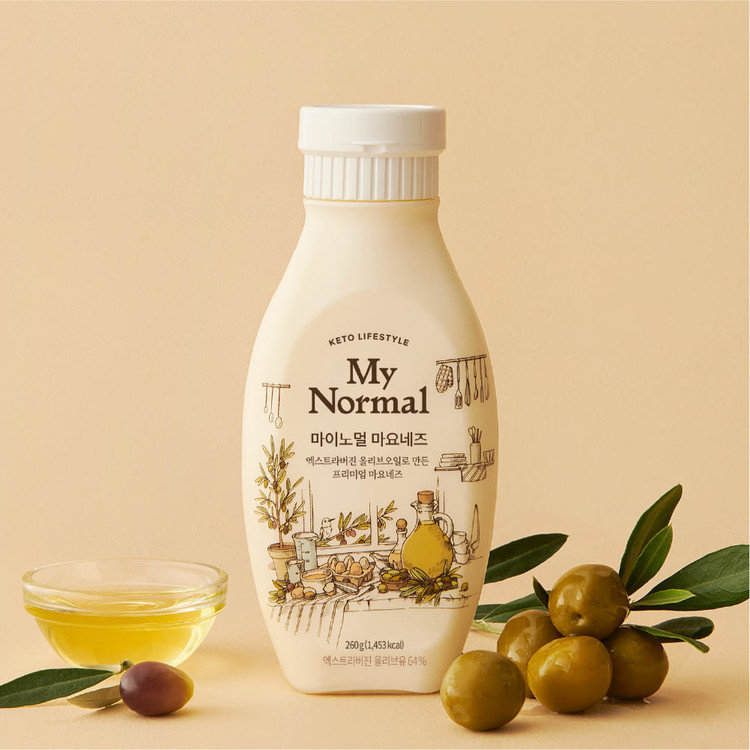 KETO LIFESTYLE
My
Normal
마이노멀 마요네즈
엑스트라버진 올리브오일로 만든
프리미엄 마요네즈
260g(1,453kcal)
엑스트라버진 올리브유 64%